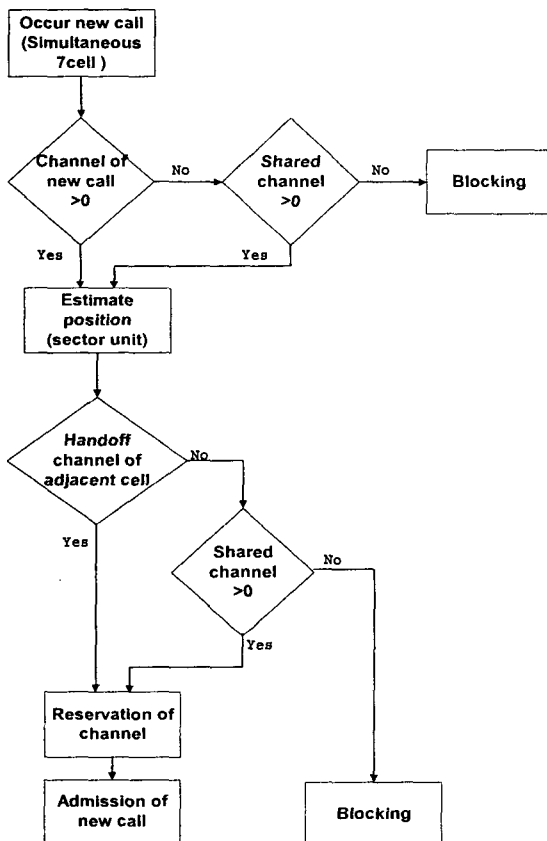 Occur new call
(Simultaneous
7cell )
Channel of
new call
>0
No
Shared
channel
>0
No
Blocking
Yes
Yes
Estimate
position
(sector unit)
Handoff
channel of
adjacent cell
No
Yes
Shared
channel
>0
No
Yes
Reservation of
channel
Admission of
new call
Blocking